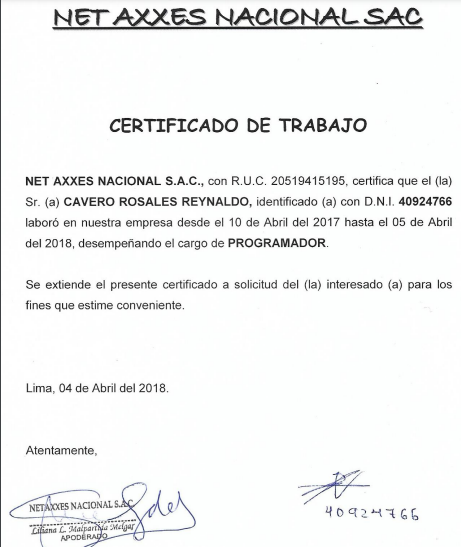 NET AXXES NACIONAL SAC
CERTIFICADO DE TRABAJO
NET AXXES NACIONAL S.A.C., con R.U.C. 20519415195, certifica que el (la)
Sr. (a) CAVERO ROSALES REYNALDO, identificado (a) con D.N.I. 40924766
laboró en nuestra empresa desde el 10 de Abril del 2017 hasta el 05 de Abril
del 2018, desempeñando el cargo de PROGRAMADOR.
Se extiende el presente certificado a solicitud del (la) interesado (a) para los
fines que estime conveniente.
Lima, 04 de Abril del 2018.
Atentamente,
NETAXXES NACIONAL S.A.C.
Liliana L. Malpartida Melgar
APODERADO
40924766